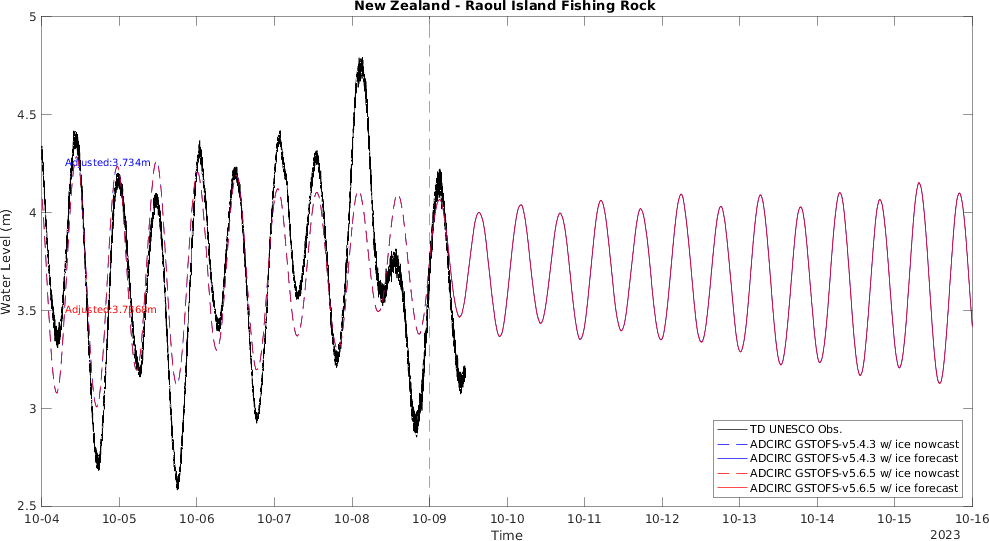 New Zealand - Raoul Island Fishing Rock
5
4.5
4
3.5
3
2.5
Water Level (m)
Adjusted:3.734m
10-04
10-05
10-06
10-07
10-08
10-09
10-10
10-11
10-12
10-13
10-14
10-15
10-16
Time
2023
TD UNESCO Obs.
ADCIRC GSTOFS-v5.4.3 w/ ice nowcast
ADCIRC GSTOFS-v5.4.3 w/ ice forecast
ADCIRC GSTOFS-v5.6.5 w/ ice nowcast
ADCIRC GSTOFS-v5.6.5 w/ ice forecast